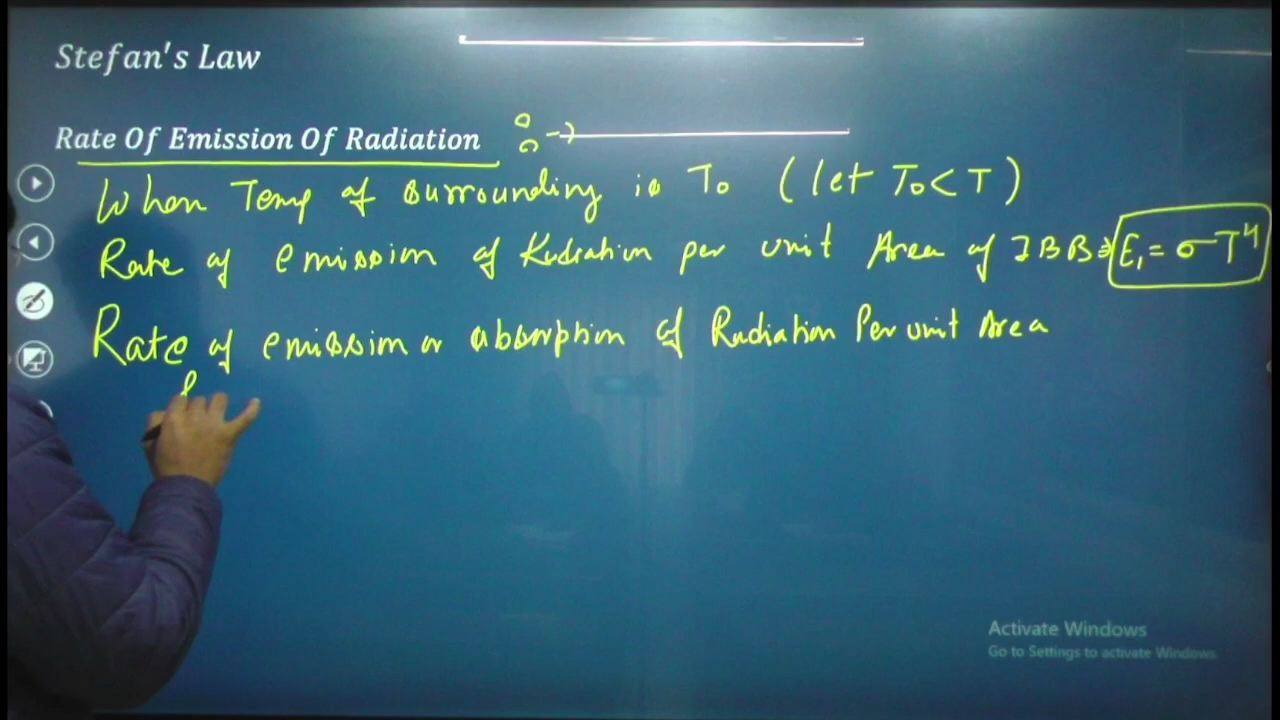 Stefan's Law
Rate Of Emission Of Radiation :->
When Temp of surrounding is T₀ (let T₀ < T)
Rate of emission of Radiation per unit Area of IBB ⇒ E₁ = σT⁴
Rate of emission or absorption of Radiation Per unit Area
f
Activate Windows
Go to Settings to activate Windows.